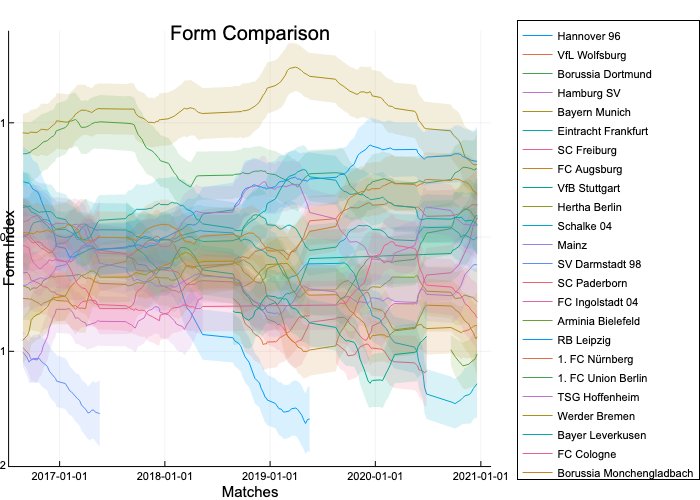 Form Comparison
Form Index
1
0
1
2
2017-01-01
2018-01-01
2019-01-01
2020-01-01
2021-01-01
Matches
Hannover 96
VfL Wolfsburg
Borussia Dortmund
Hamburg SV
Bayern Munich
Eintracht Frankfurt
SC Freiburg
FC Augsburg
VfB Stuttgart
Hertha Berlin
Schalke 04
Mainz
SV Darmstadt 98
SC Paderborn
FC Ingolstadt 04
Arminia Bielefeld
RB Leipzig
1. FC Nürnberg
1. FC Union Berlin
TSG Hoffenheim
Werder Bremen
Bayer Leverkusen
FC Cologne
Borussia Monchengladbach